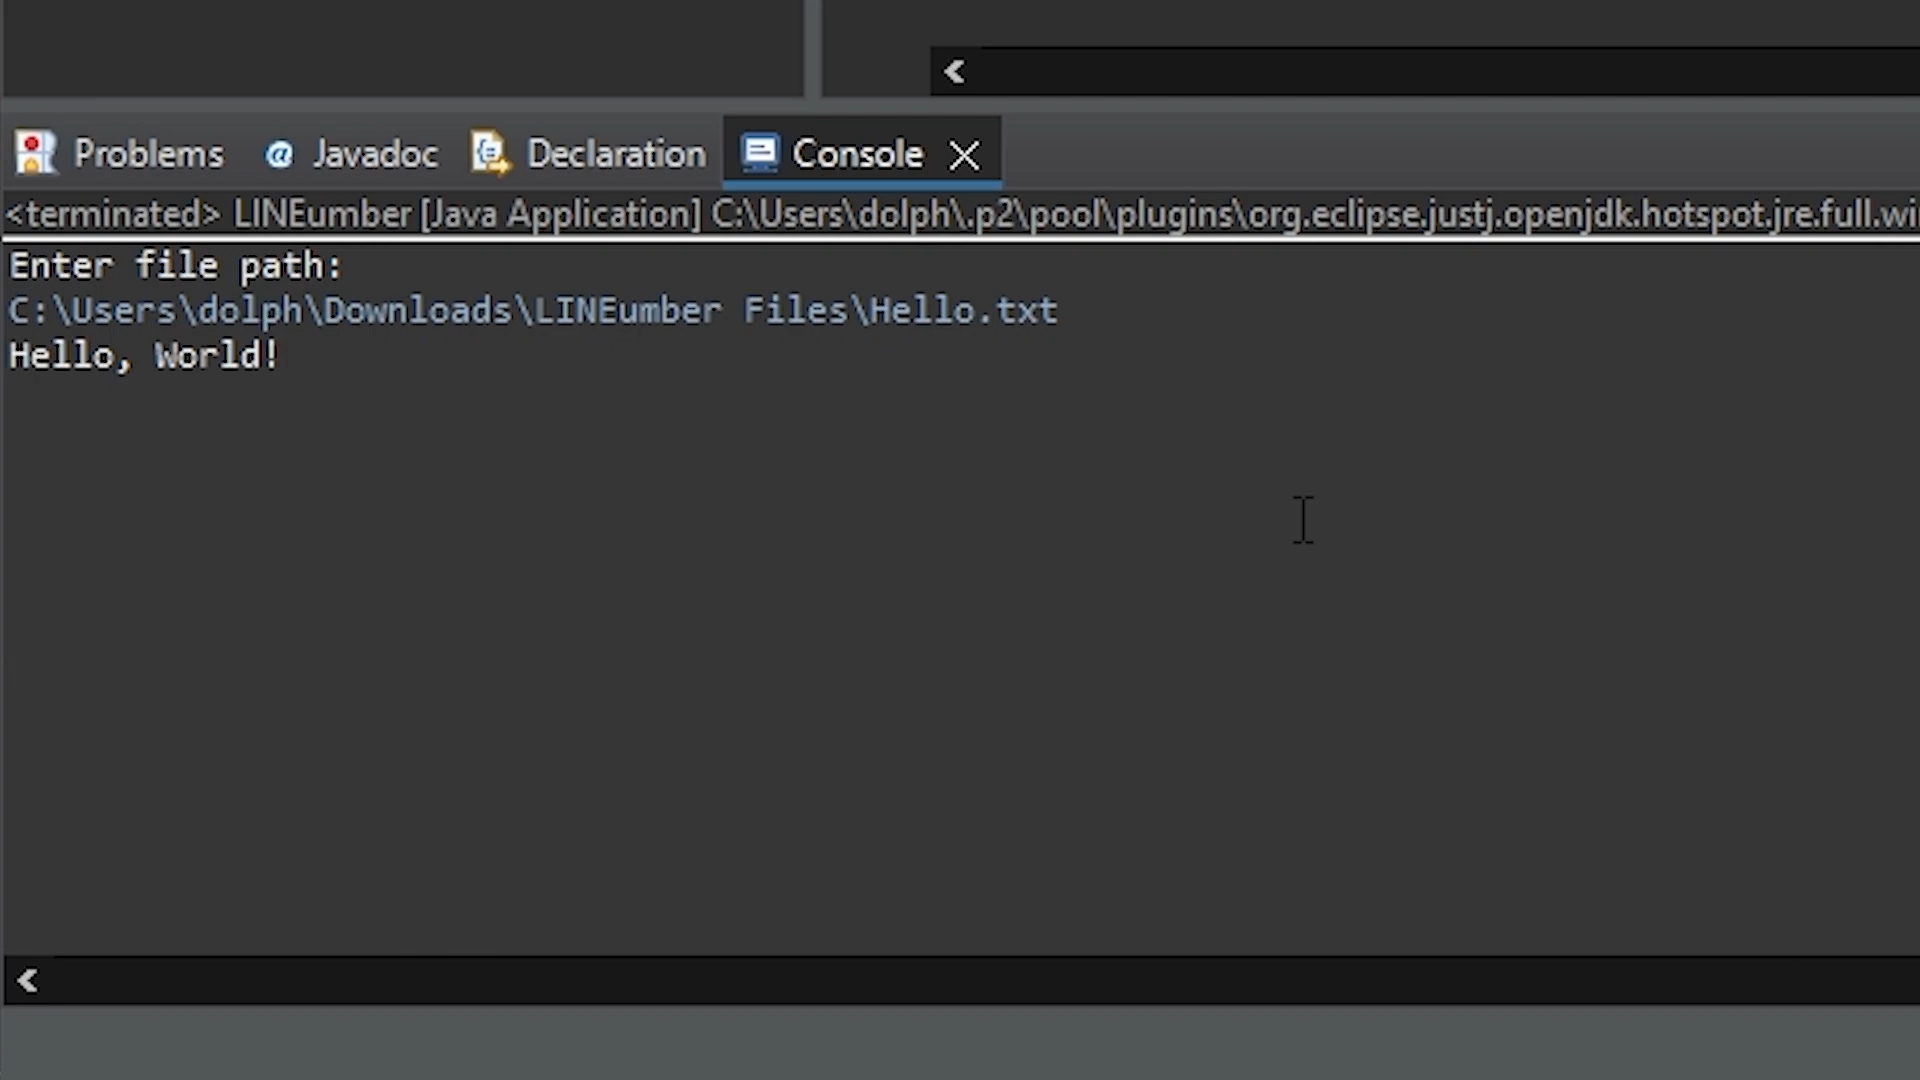 Problems @ Javadoc Declaration Console
<terminated> LINEumber [Java Application] C:\Users\dolph\.p2\pool\plugins\org.eclipse.justj.openjdk.hotspot.jre.full.wi
Enter file path:
C:\Users\dolph\Downloads\LINEumber Files\Hello.txt
Hello, World!